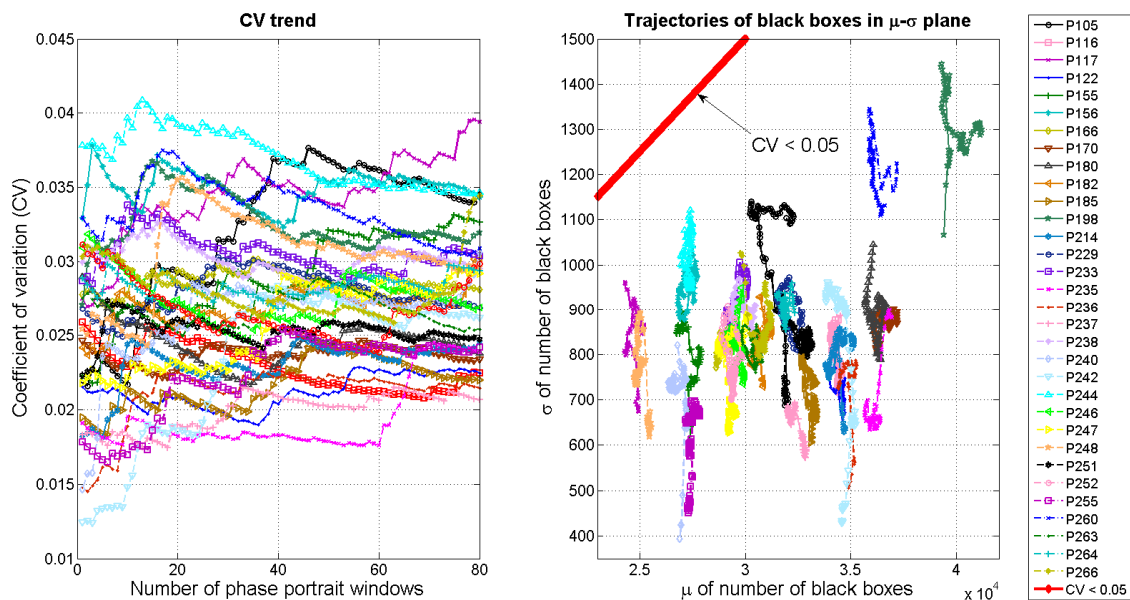 CV trend
Coefficient of variation (CV)
0.045
0.04
0.035
0.03
0.025
0.02
0.015
0.01
0
10
20
40
60
80
Number of phase portrait windows
Trajectories of black boxes in μ-σ plane
σ of number of black boxes
1500
1400
1300
1200
1100
1000
900
800
700
600
500
400
CV < 0.05
2.5
3
3.5
4
x 10⁴
μ of number of black boxes
P105
P116
P117
P122
P155
P156
P166
P170
P180
P182
P185
P198
P214
P229
P233
P235
P236
P237
P238
P240
P242
P244
P246
P247
P248
P251
P252
P255
P260
P263
P264
P266
CV < 0.05